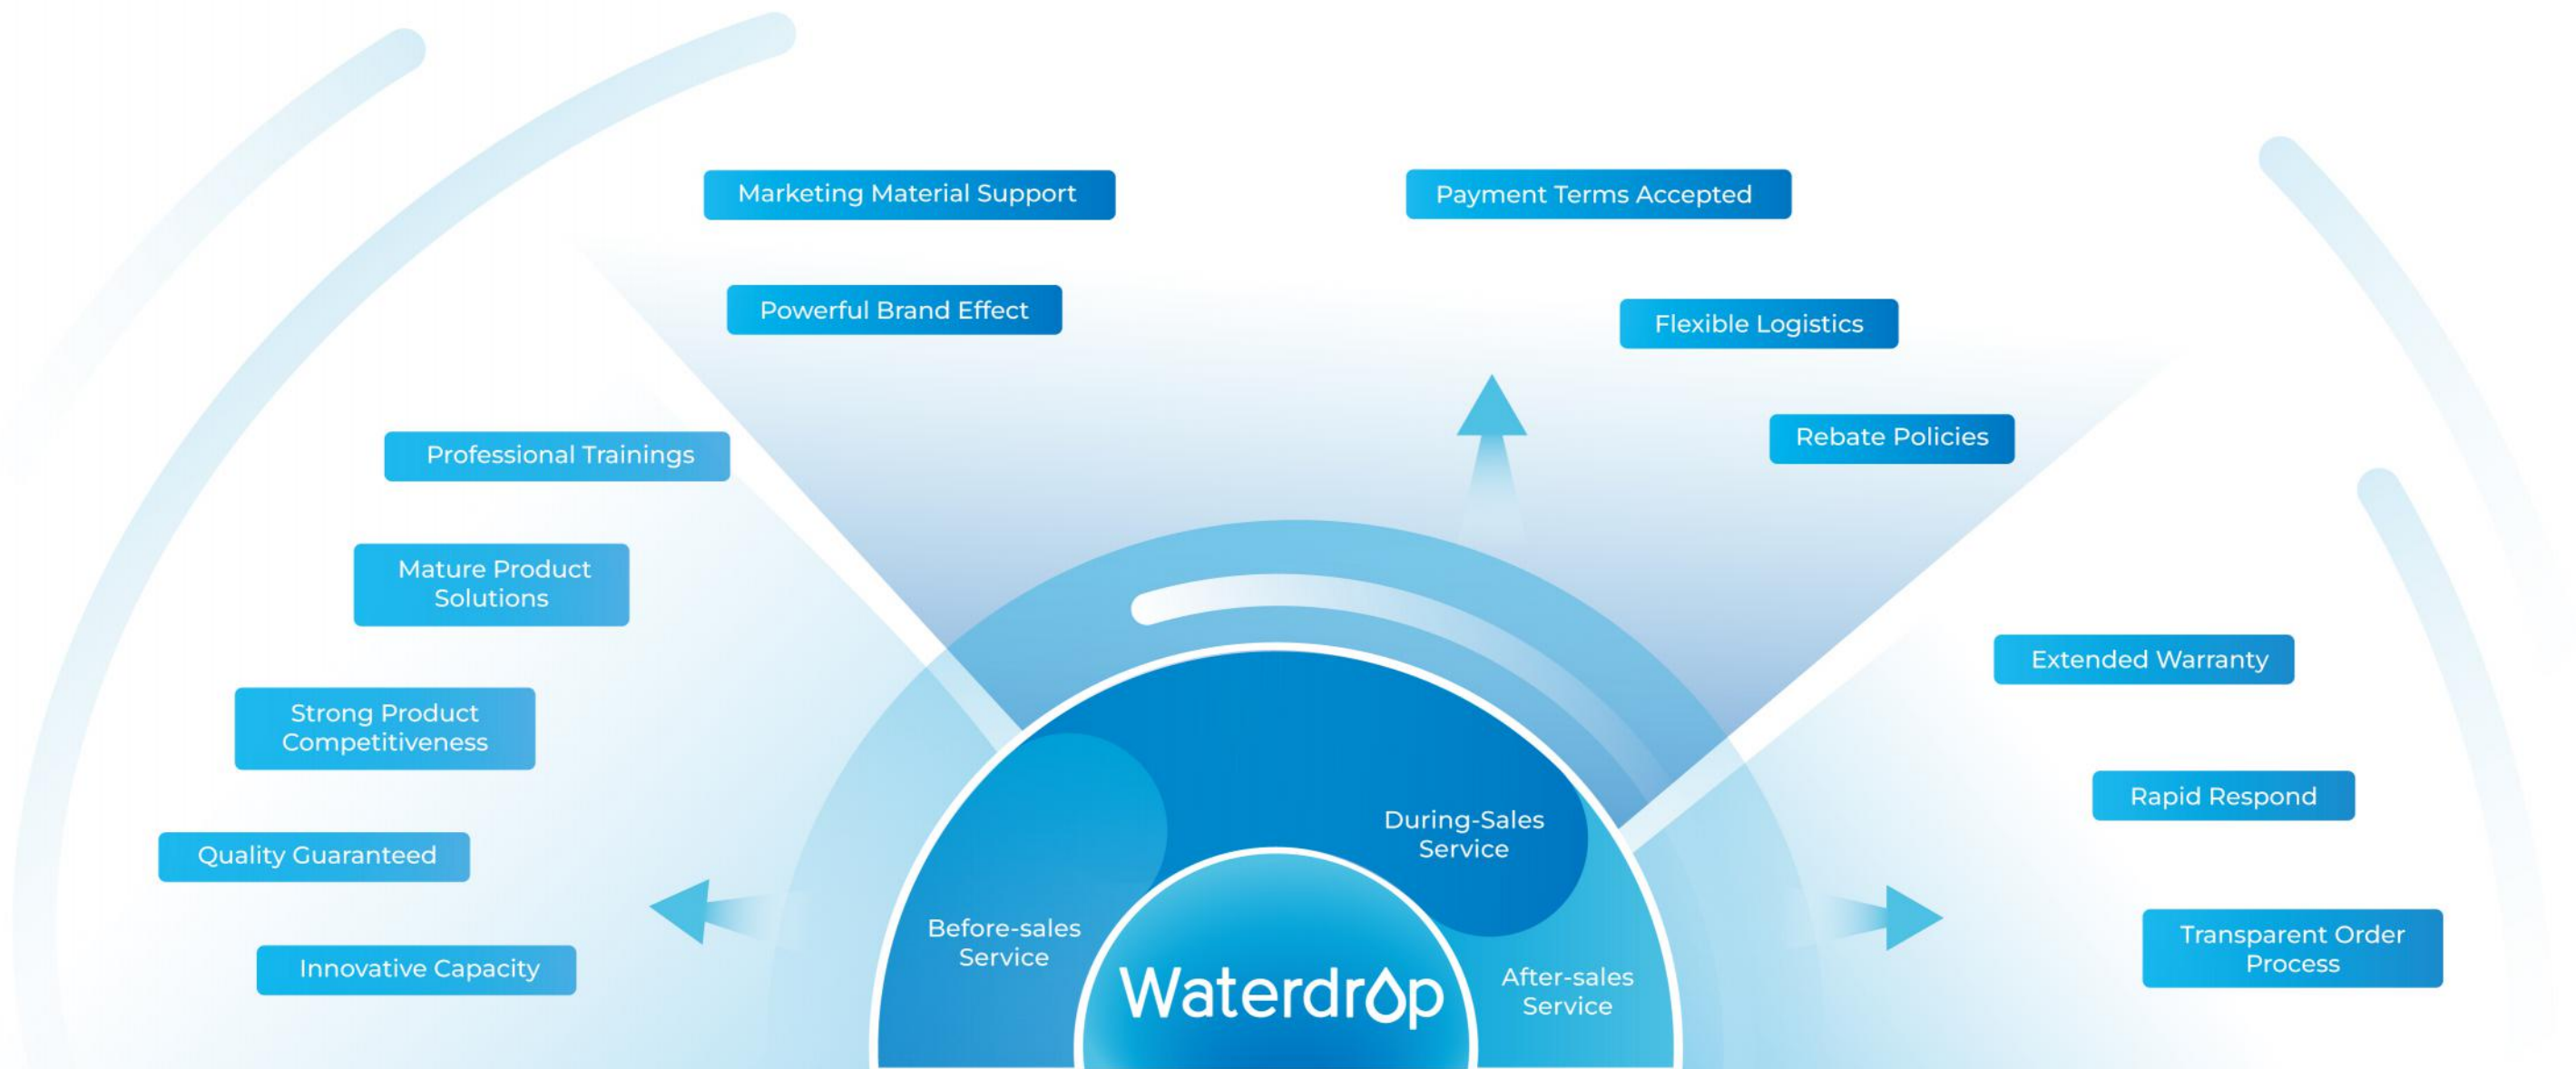 Marketing Material Support
Payment Terms Accepted
Powerful Brand Effect
Flexible Logistics
Rebate Policies
Professional Trainings
Mature Product
Solutions
Strong Product
Competitiveness
Quality Guaranteed
Innovative Capacity
Extended Warranty
Rapid Respond
Transparent Order
Process
During-Sales
Service
Before-sales
Service
After-sales
Service
Waterdrop